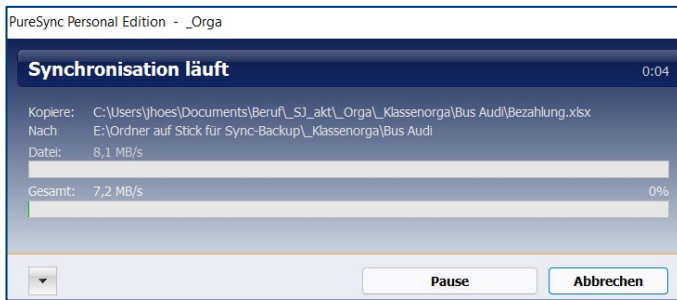 PureSync Personal Edition - _Orga
Synchronisation läuft 0:04
Kopiere: C:\Users\jhoes\Documents\Beruf\_SJ_akt\_Orga\_Klassenorga\Bus Audi\Bezahlung.xlsx
Nach E:\Ordner auf Stick für Sync-Backup\_Klassenorga\Bus Audi
Datei: 8,1 MB/s
Gesamt: 7,2 MB/s 0%
Pause Abbrechen